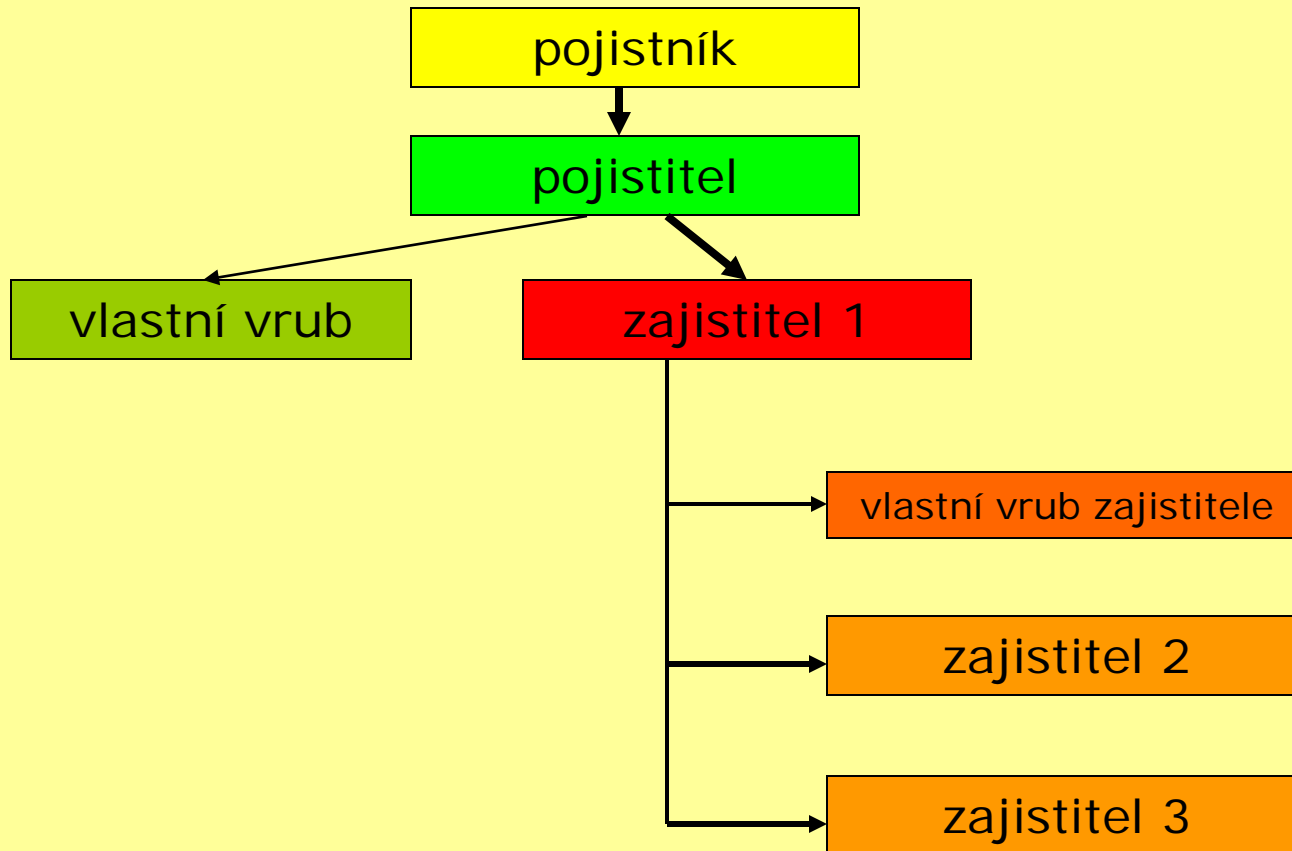 pojistník
pojistitel
vlastní vrub
zajistitel 1
vlastní vrub zajistitele
zajistitel 2
zajistitel 3